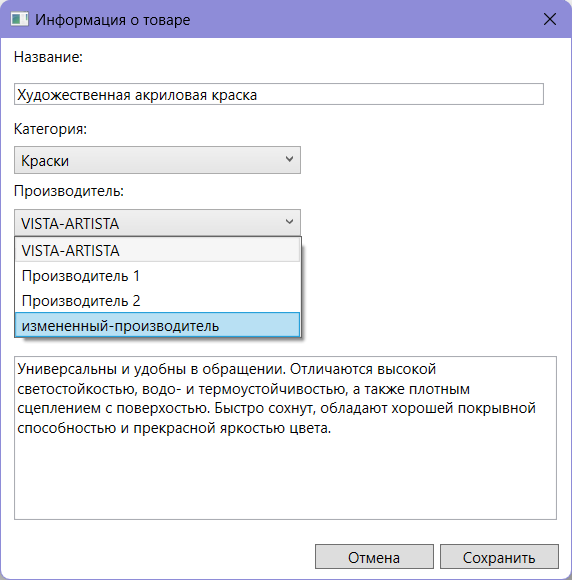 Информация о товаре
Название:
Художественная акриловая краска
Категория:
Краски
Производитель:
VISTA-ARTISTA
VISTA-ARTISTA
Производитель 1
Производитель 2
измененный-производитель
Универсальны и удобны в обращении. Отличаются высокой
светостойкостью, водо- и термоустойчивостью, а также плотным
сцеплением с поверхостью. Быстро сохнут, обладают хорошей покрывной
способностью и прекрасной яркостью цвета.
Отмена
Сохранить